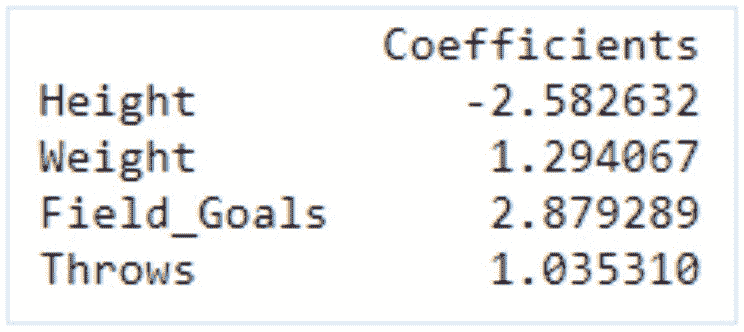 Coefficients
Height -2.582632
Weight 1.294067
Field_Goals 2.879289
Throws 1.035310